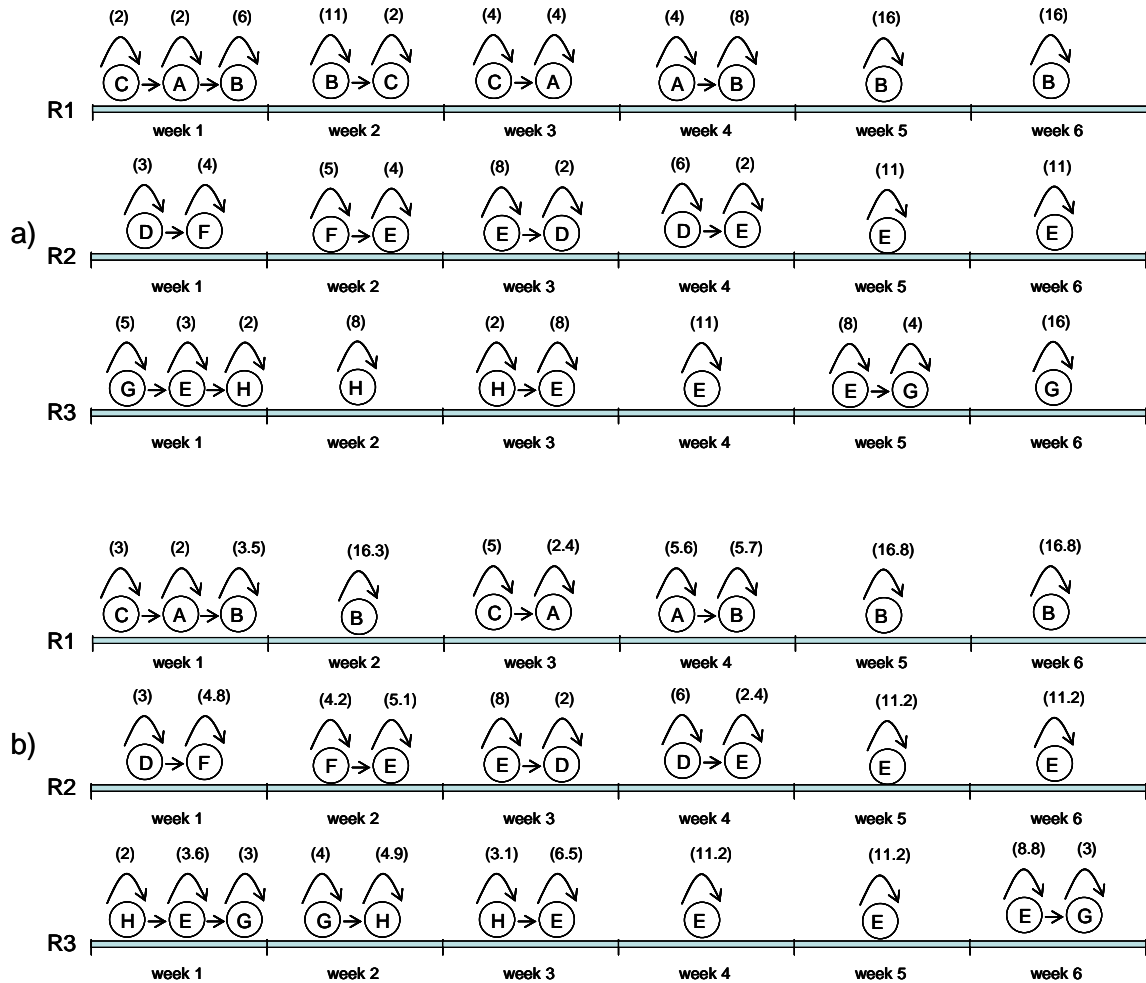 (2) (2) (6) (11) (2) (4) (4) (4) (8) (16) (16)
C A B B C C A A B B B
R1
week 1 week 2 week 3 week 4 week 5 week 6
(3) (4) (5) (4) (8) (2) (6) (2) (11) (11)
a)
D F F E E D D E E E
R2
week 1 week 2 week 3 week 4 week 5 week 6
(5) (3) (2) (8) (2) (8) (11) (8) (4) (16)
G E H H H E E E G G
R3
week 1 week 2 week 3 week 4 week 5 week 6
(3) (2) (3.5) (16.3) (5) (2.4) (5.6) (5.7) (16.8) (16.8)
C A B B C A A B B B
R1
week 1 week 2 week 3 week 4 week 5 week 6
(3) (4.8) (4.2) (5.1) (8) (2) (6) (2.4) (11.2) (11.2)
b)
D F F E E D D E E E
R2
week 1 week 2 week 3 week 4 week 5 week 6
(2) (3.6) (3) (4) (4.9) (3.1) (6.5) (11.2) (11.2) (8.8) (3)
H E G G H H E E E E G
R3
week 1 week 2 week 3 week 4 week 5 week 6